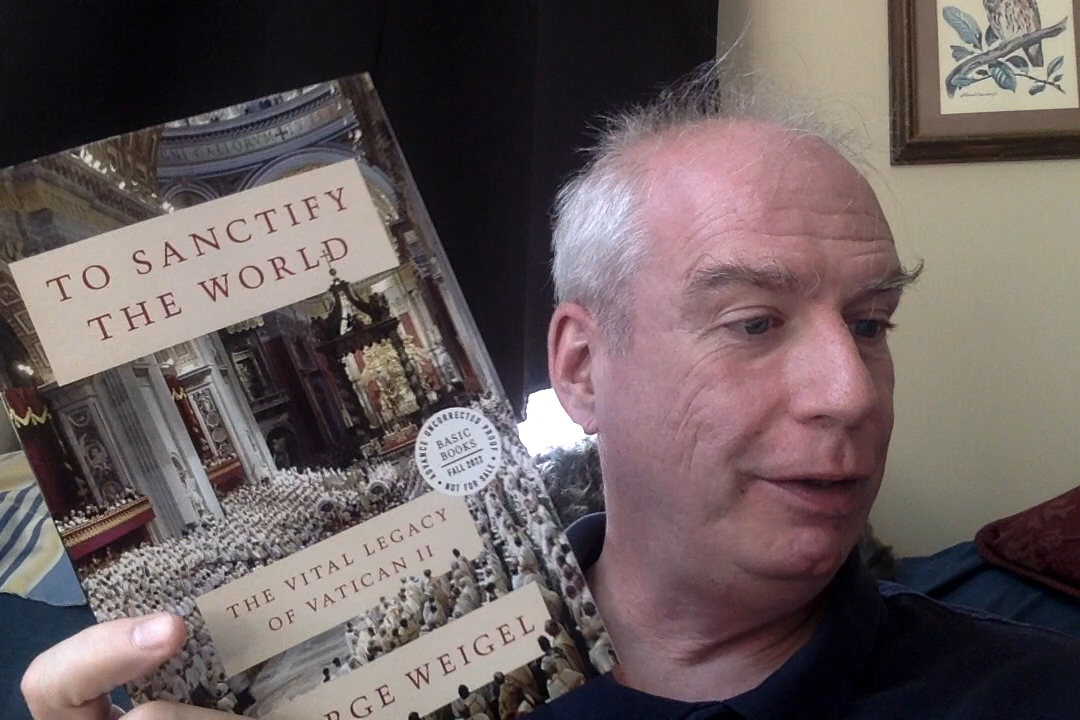 TO SANCTIFY
THE WORLD
ADVANCE UNCORRECTED PROOF
BASIC
BOOKS
FALL 2022
• NOT FOR SALE •
THE VITAL LEGACY
OF VATICAN II
RGE WEIGEL